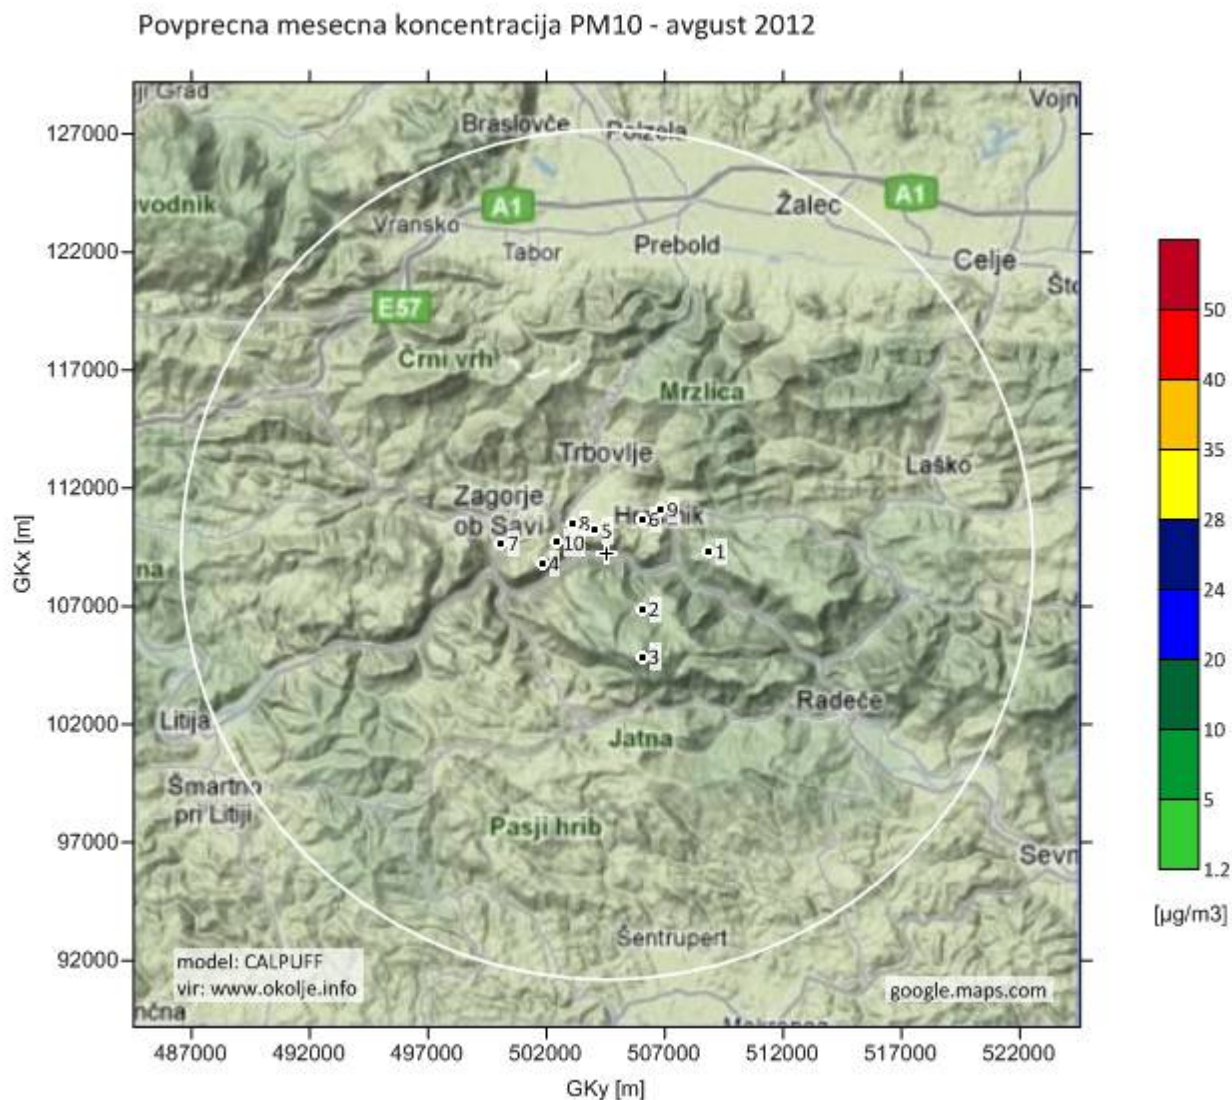 Povprecna mesecna koncentracija PM10 - avgust 2012
127000
122000
117000
112000
107000
102000
97000
92000
GKx [m]
Vojn
Braslovče
Polzela
vodnik
A1
A1
Vransko
Žalec
Tabor
Prebold
Celje
Što
E57
Črni vrh
Mrzlica
Trbovlje
Laško
Zagorje
ob Savi
8
5
6
9
7
10
4
1
na
2
3
Radeče
Litija
Jatna
Šmartno
pri Litiji
Pasji hrib
Sevn
Šentrupert
model: CALPUFF
vir: www.okolje.info
google.maps.com
nčna
487000 492000 497000 502000 507000 512000 517000 522000
GKy [m]
50
40
35
28
24
20
10
5
1.2
[µg/m3]